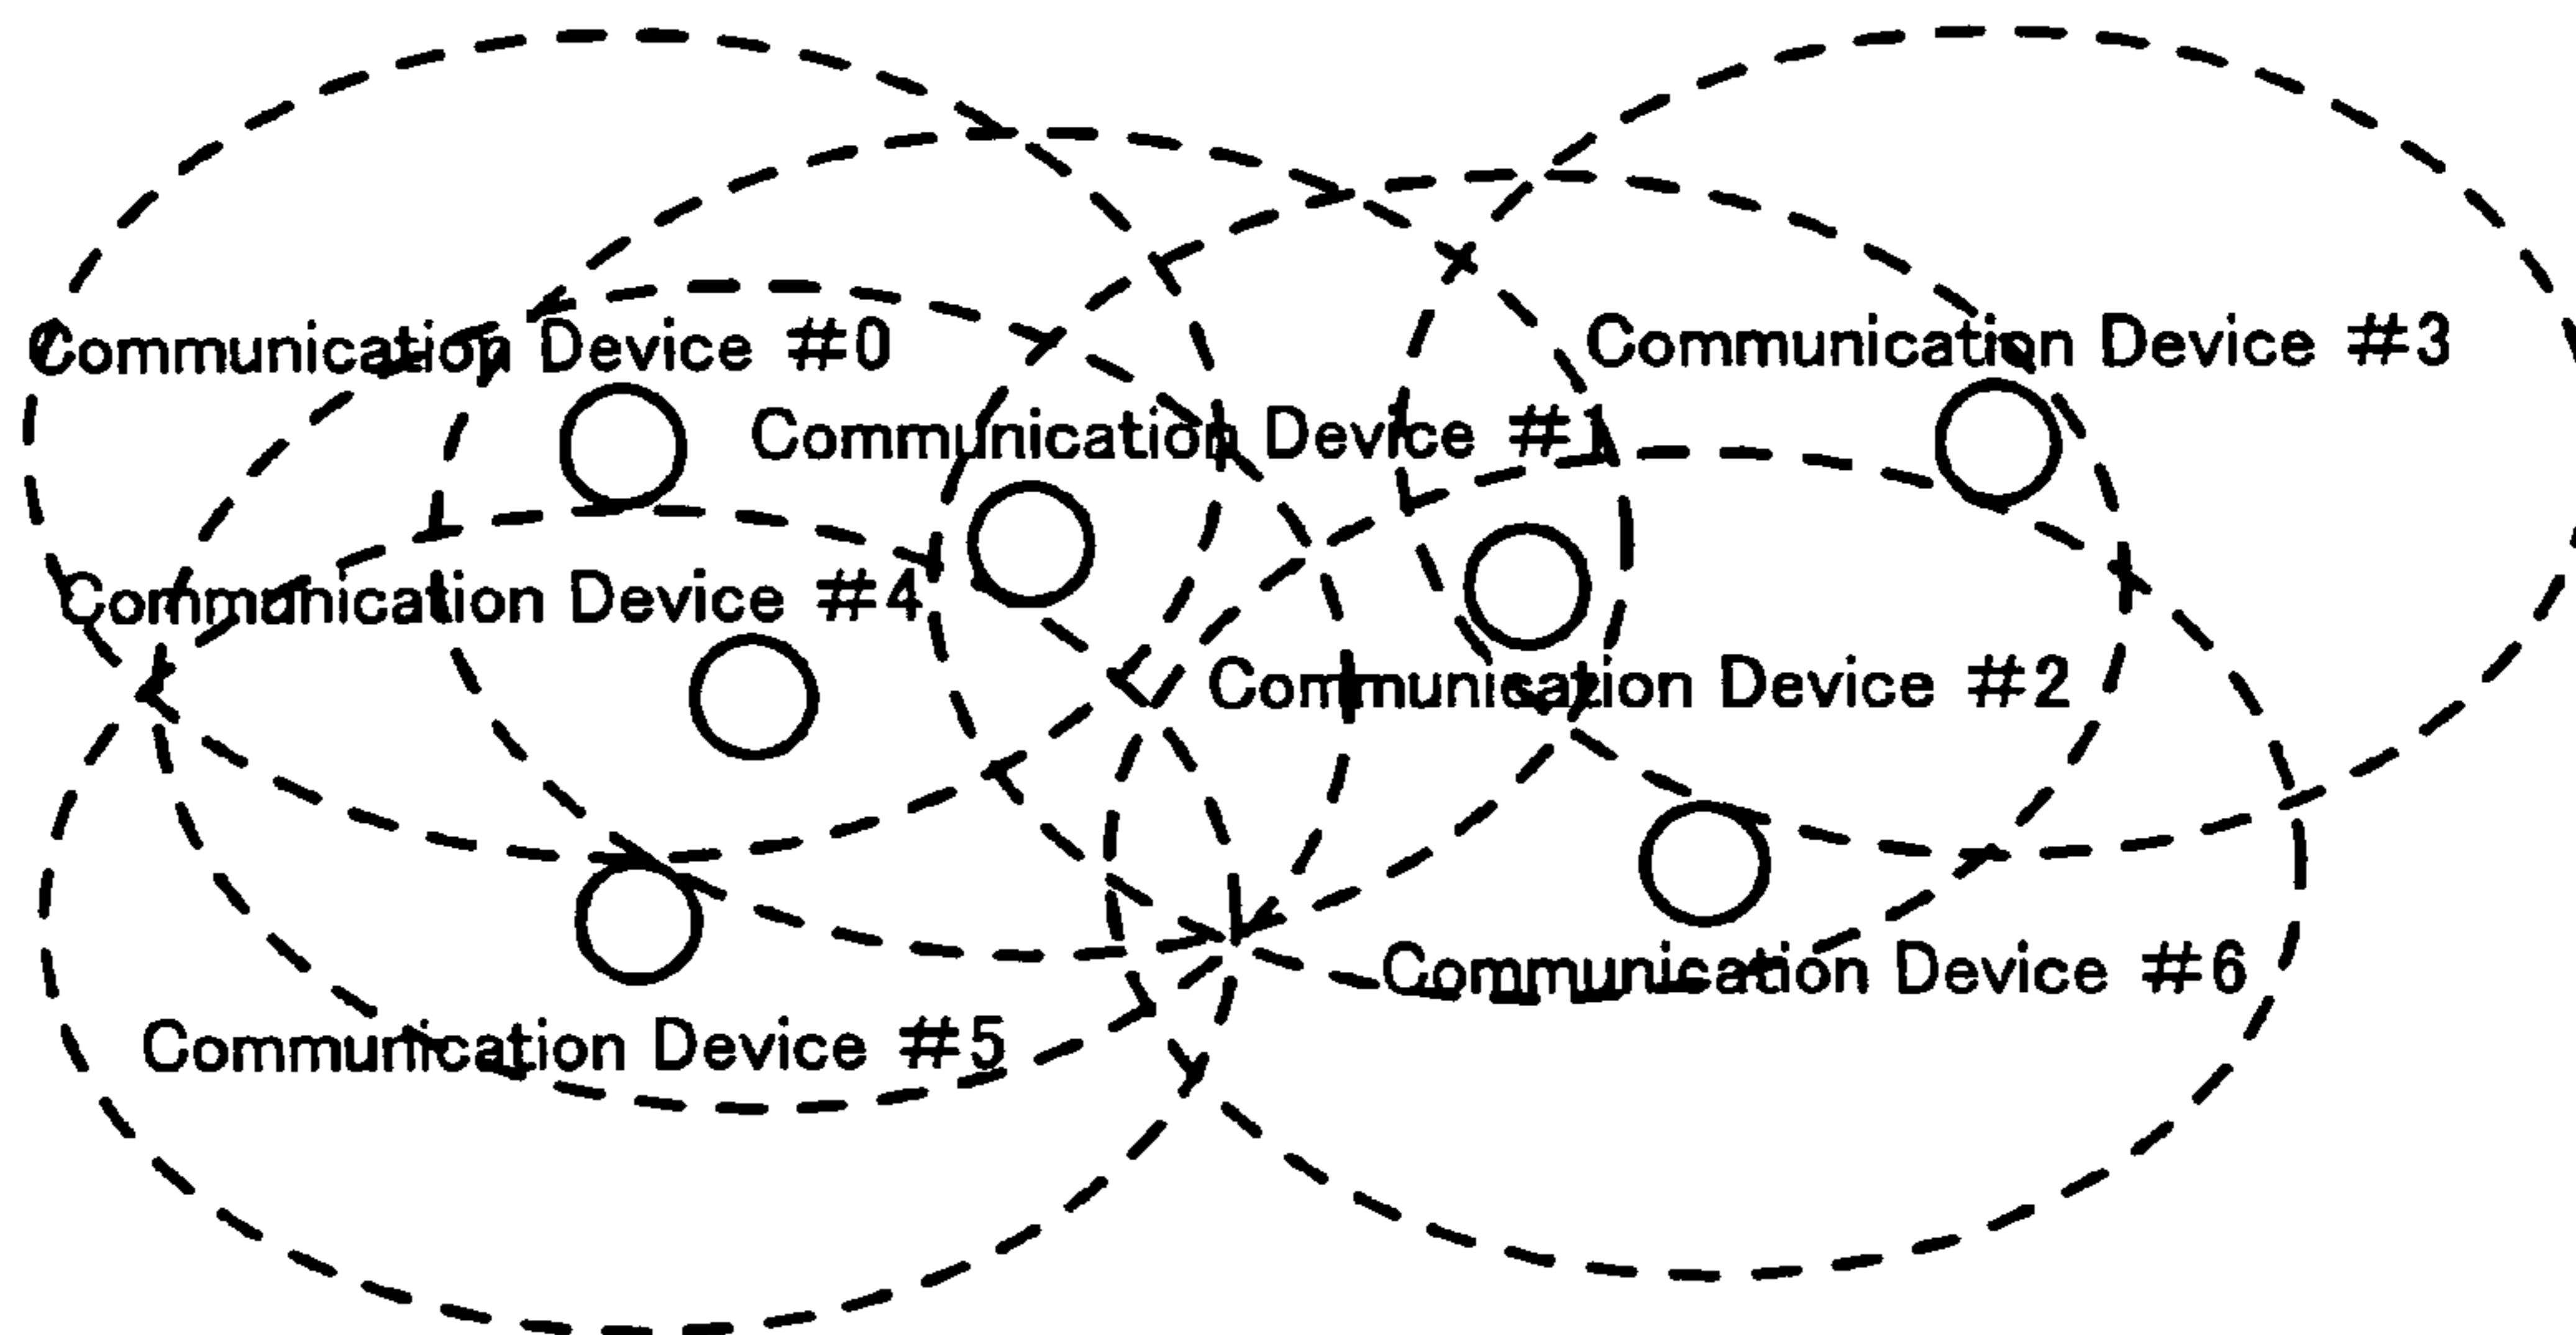 Communication Device #0
Communication Device #3
Communication Device #1
Communication Device #4
Communication Device #2
Communication Device #6
Communication Device #5